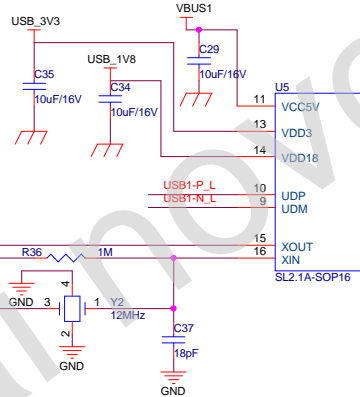 VBUS1
USB_3V3
C29
USB_1V8
10uF/16V
U5
C35
C34
10uF/16V
10uF/16V
11 VCC5V
13 VDD3
14 VDD18
USB1-P_L 10 UDP
USB1-N_L 9 UDM
15 XOUT
R36 1M 16 XIN
SL2.1A-SOP16
4
GND 3 1 Y2
12MHz
2
C37
18pF
GND
GND